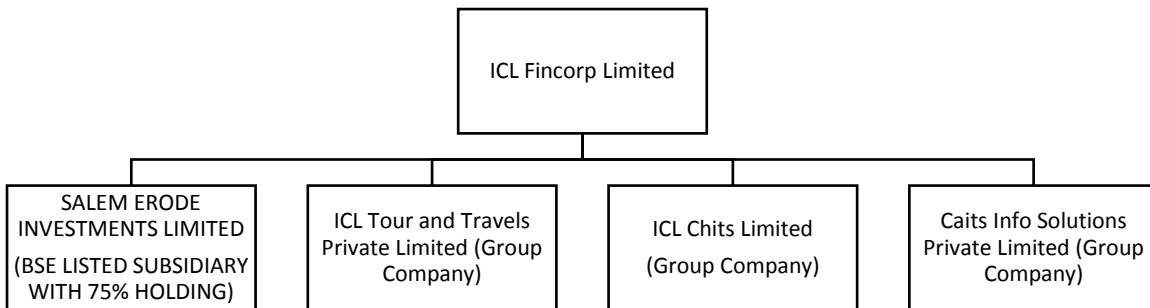 ICL Fincorp Limited
SALEM ERODE
INVESTMENTS LIMITED
(BSE LISTED SUBSIDIARY
WITH 75% HOLDING)
ICL Tour and Travels
Private Limited (Group
Company)
ICL Chits Limited
(Group Company)
Caits Info Solutions
Private Limited (Group
Company)